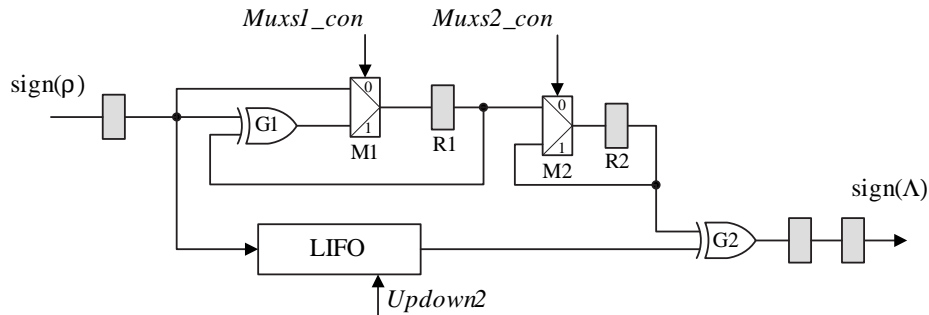 Muxs1_con
Muxs2_con
sign(ρ)
0
G1
1
M1
R1
0
1
M2
R2
sign(Λ)
G2
LIFO
Updown2